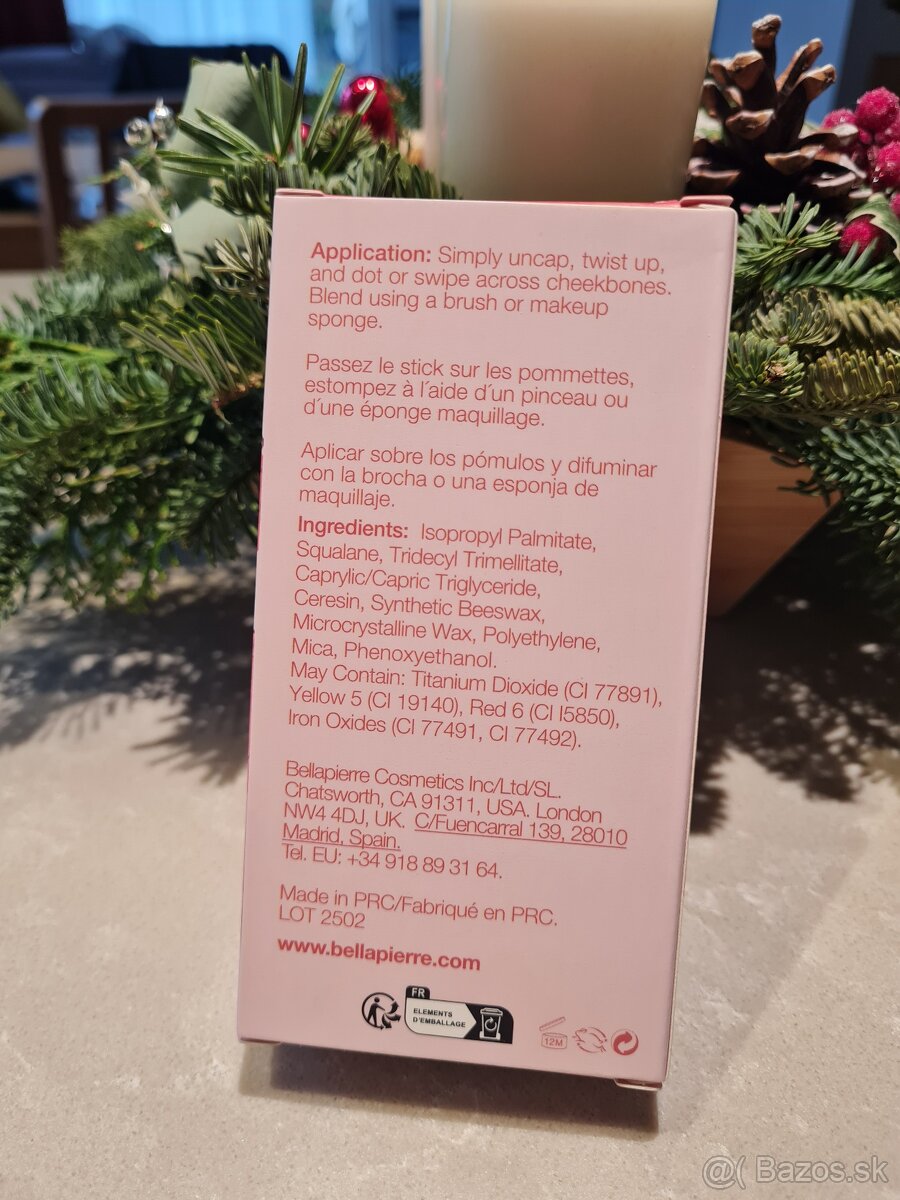 Application: Simply uncap, twist up,
and dot or swipe across cheekbones.
Blend using a brush or makeup
sponge.
Passez le stick sur les pommettes,
estompez à l´aide d´un pinceau ou
d´une éponge maquillage.
Aplicar sobre los pómulos y difuminar
con la brocha o una esponja de
maquillaje.
Ingredients: Isopropyl Palmitate,
Squalane, Tridecyl Trimellitate,
Caprylic/Capric Triglyceride,
Ceresin, Synthetic Beeswax,
Microcrystalline Wax, Polyethylene,
Mica, Phenoxyethanol.
May Contain: Titanium Dioxide (CI 77891),
Yellow 5 (CI 19140), Red 6 (CI I5850),
Iron Oxides (CI 77491, CI 77492).
Bellapierre Cosmetics Inc/Ltd/SL.
Chatsworth, CA 91311, USA. London
NW4 4DJ, UK. C/Fuencarral 139, 28010
Madrid, Spain.
Tel. EU: +34 918 89 31 64.
Made in PRC/Fabriqué en PRC.
LOT 2502
www.bellapierre.com
FR
ELEMENTS
D'EMBALLAGE
12M
@( Bazos.sk